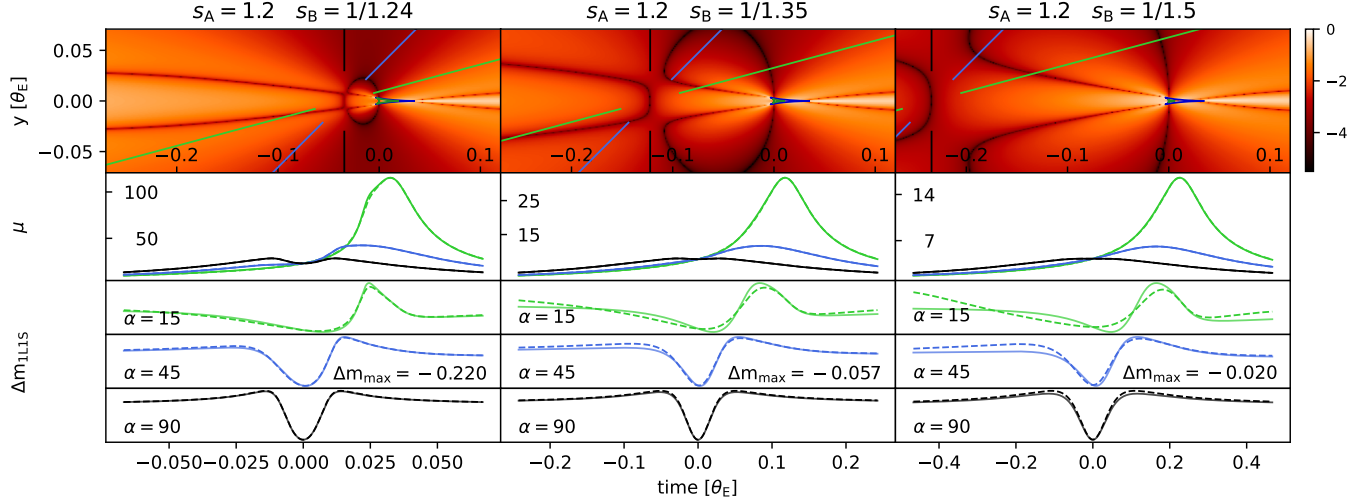 s_A = 1.2   s_B = 1/1.24
s_A = 1.2   s_B = 1/1.35
s_A = 1.2   s_B = 1/1.5
y [θ_E]
0.05
0.00
−0.05
−0.2 −0.1 0.0 0.1
−0.2 −0.1 0.0 0.1
−0.2 −0.1 0.0 0.1
0
−2
−4
μ
100
50
25
15
14
7
Δm_1L1S
α = 15
α = 15
α = 15
α = 45 Δm_max = −0.220
α = 45 Δm_max = −0.057
α = 45 Δm_max = −0.020
α = 90
α = 90
α = 90
−0.050 −0.025 0.000 0.025 0.050
−0.2 −0.1 0.0 0.1 0.2
−0.4 −0.2 0.0 0.2 0.4
time [θ_E]